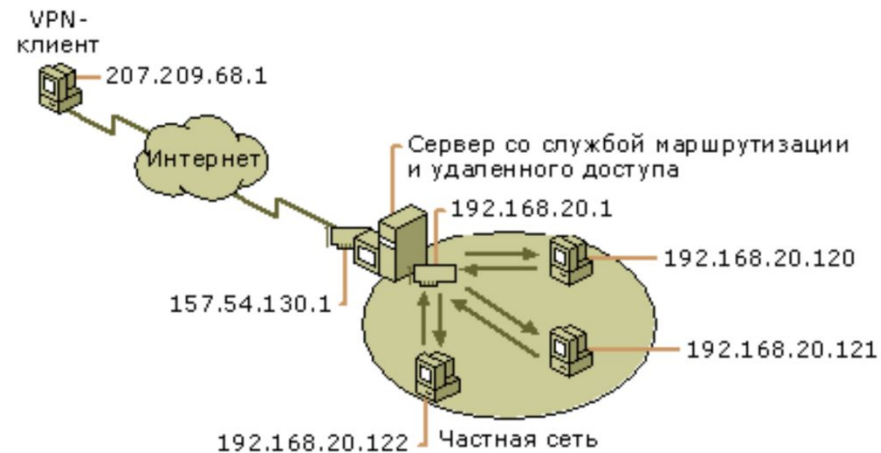 VPN-
клиент
207.209.68.1
Интернет
Сервер со службой маршрутизации
и удаленного доступа
192.168.20.1
192.168.20.120
157.54.130.1
192.168.20.121
192.168.20.122
Частная сеть